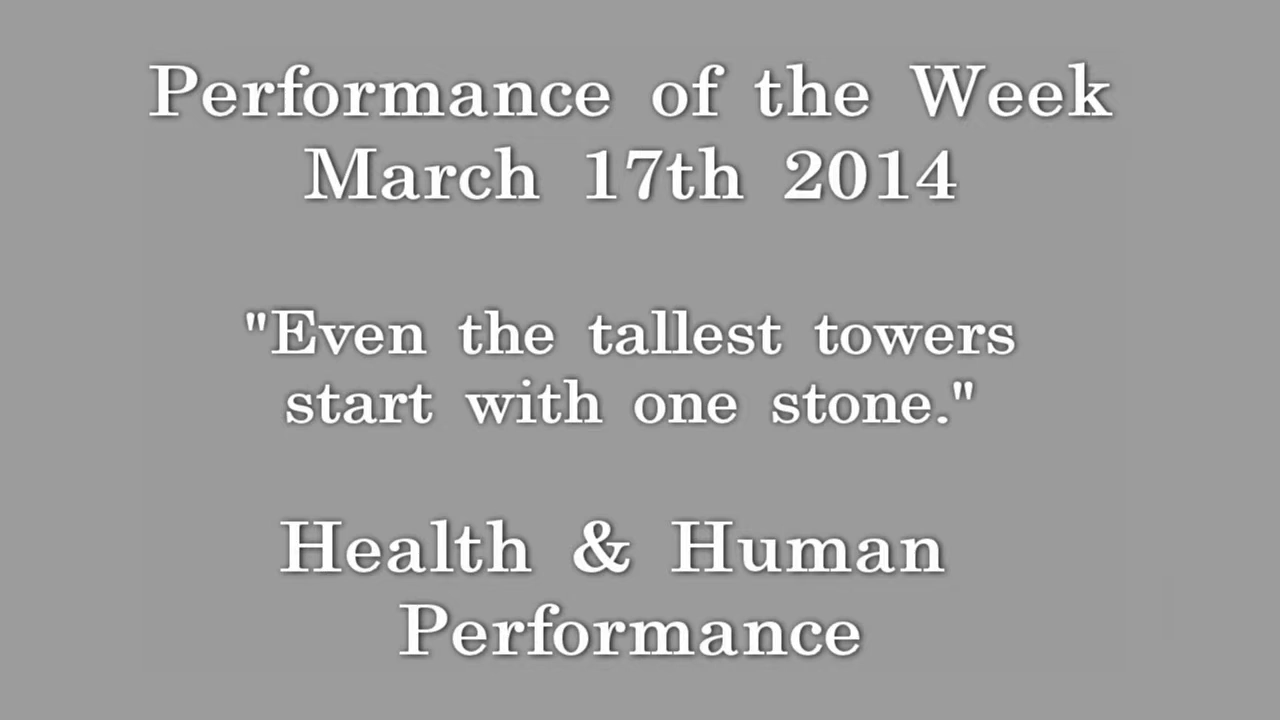 Performance of the Week
March 17th 2014
"Even the tallest towers
start with one stone."
Health & Human
Performance